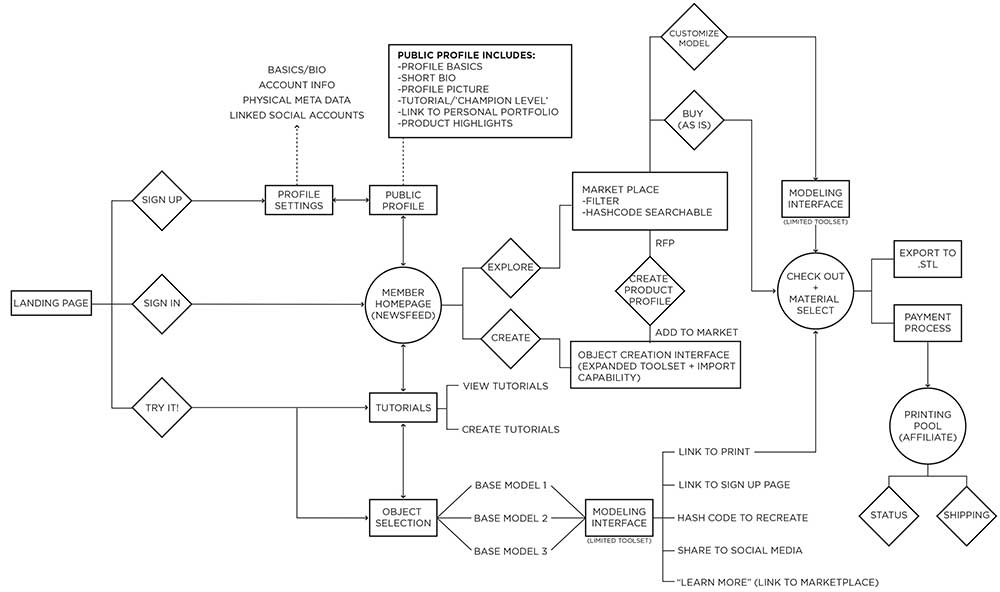 CUSTOMIZE
MODEL
PUBLIC PROFILE INCLUDES:
-PROFILE BASICS
-SHORT BIO
-PROFILE PICTURE
-TUTORIAL/'CHAMPION LEVEL'
-LINK TO PERSONAL PORTFOLIO
-PRODUCT HIGHLIGHTS
BASICS/BIO
ACCOUNT INFO
PHYSICAL META DATA
LINKED SOCIAL ACCOUNTS
BUY
(AS IS)
SIGN UP
PROFILE
SETTINGS
PUBLIC
PROFILE
MARKET PLACE
-FILTER
-HASHCODE SEARCHABLE
MODELING
INTERFACE
(LIMITED TOOLSET)
RFP
EXPLORE
CREATE
PRODUCT
PROFILE
CHECK OUT
+
MATERIAL
SELECT
EXPORT TO
.STL
LANDING PAGE
SIGN IN
MEMBER
HOMEPAGE
(NEWSFEED)
PAYMENT
PROCESS
CREATE
ADD TO MARKET
OBJECT CREATION INTERFACE
(EXPANDED TOOLSET + IMPORT
CAPABILITY)
TRY IT!
TUTORIALS
VIEW TUTORIALS
CREATE TUTORIALS
PRINTING
POOL
(AFFILIATE)
LINK TO PRINT
OBJECT
SELECTION
BASE MODEL 1
BASE MODEL 2
BASE MODEL 3
MODELING
INTERFACE
(LIMITED TOOLSET)
LINK TO SIGN UP PAGE
HASH CODE TO RECREATE
SHARE TO SOCIAL MEDIA
"LEARN MORE" (LINK TO MARKETPLACE)
STATUS
SHIPPING